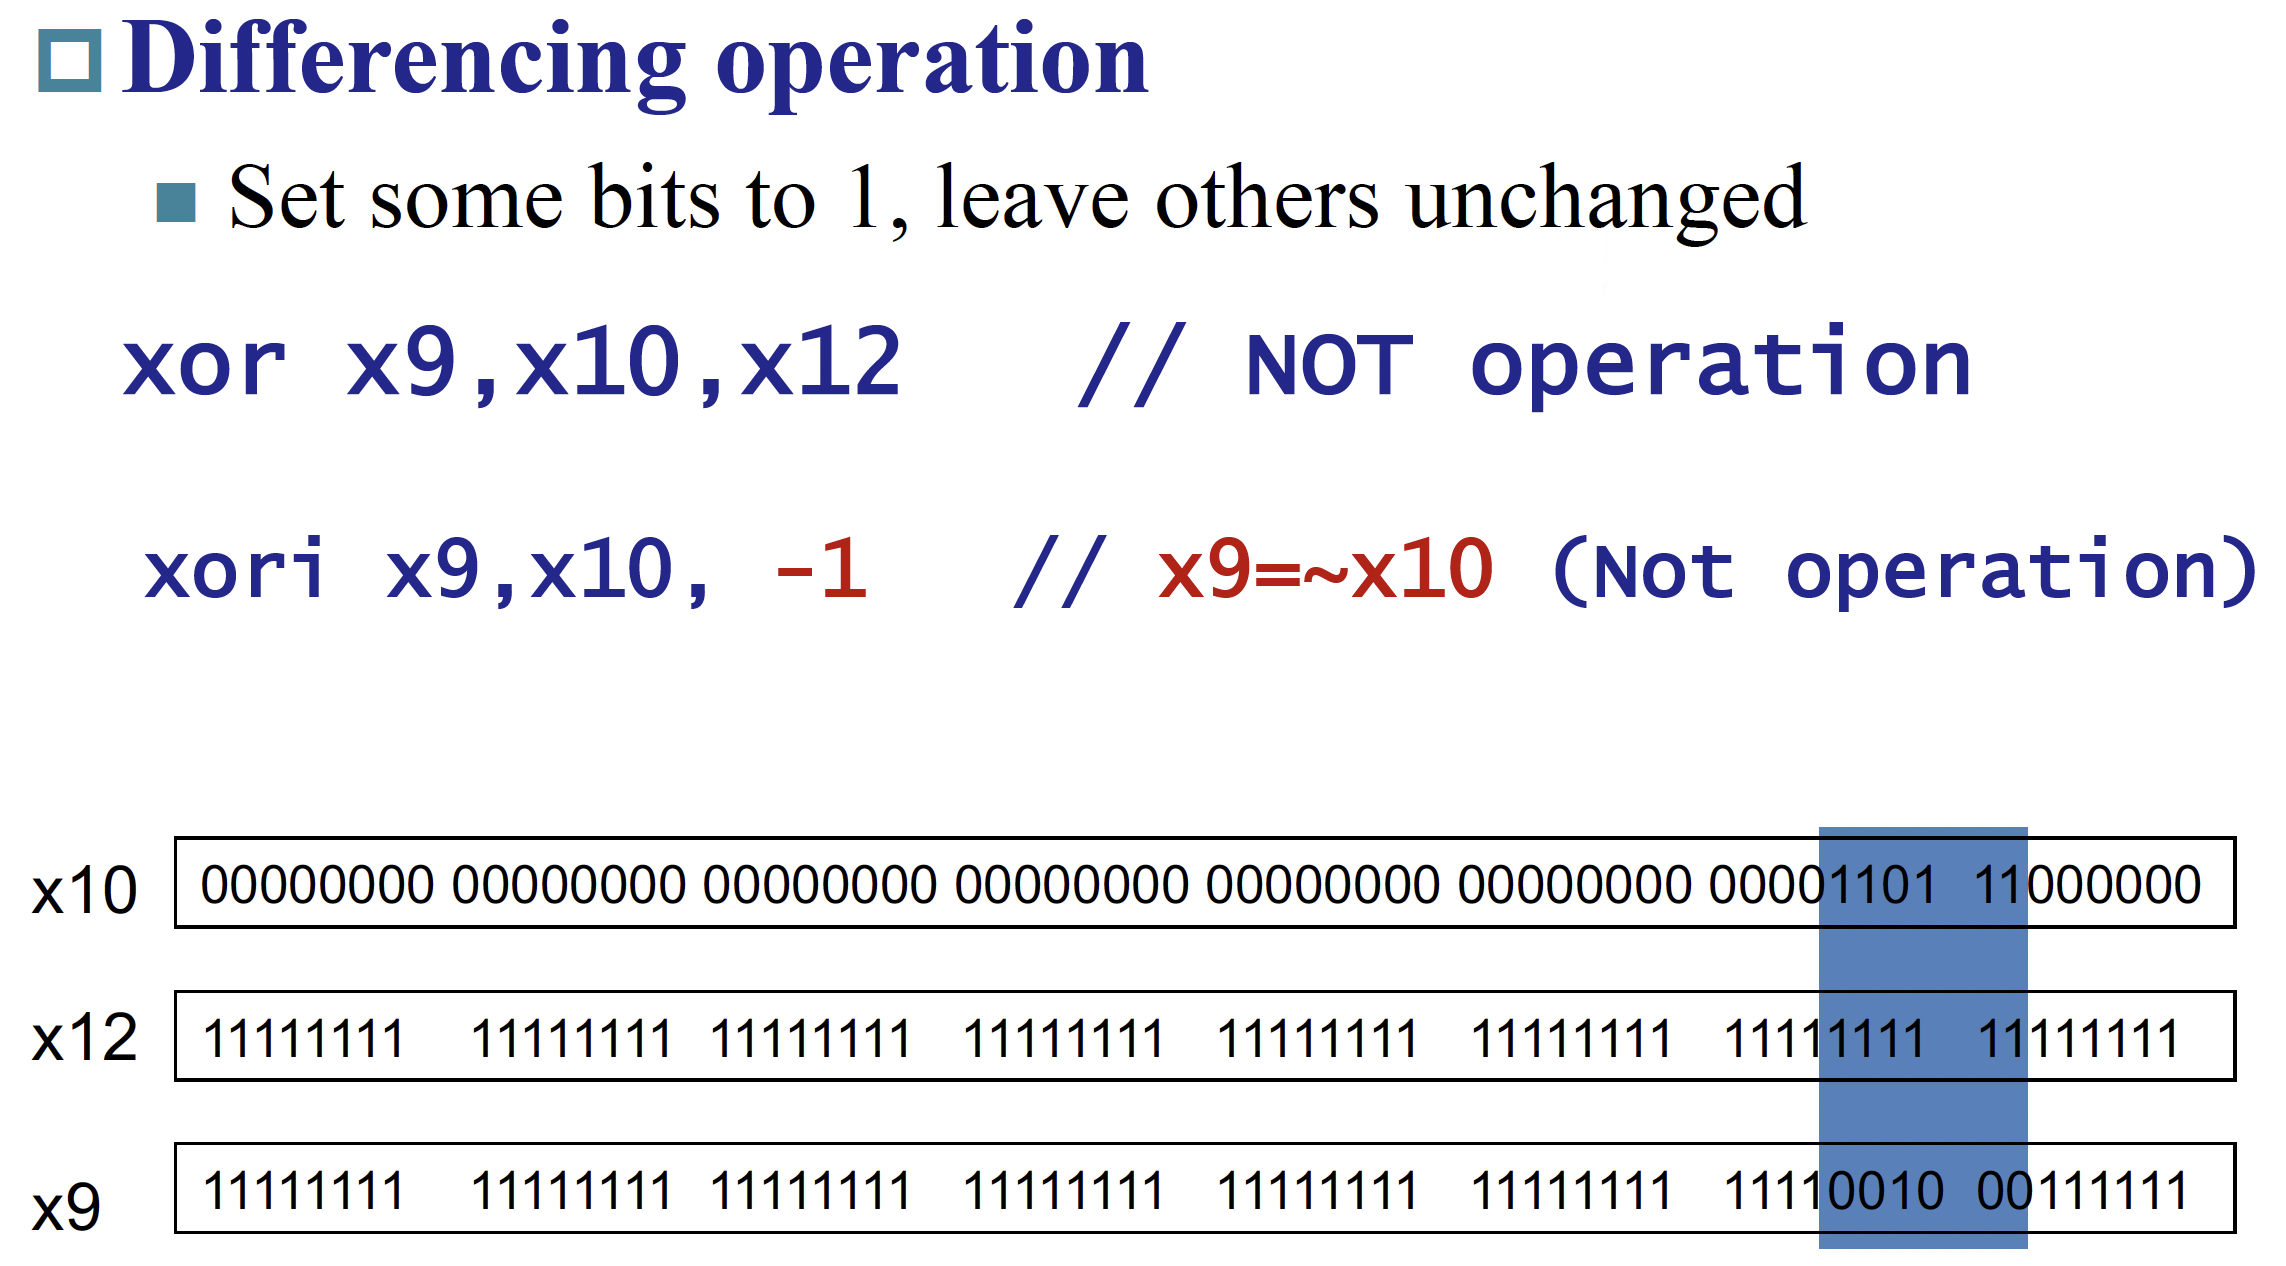 Differencing operation
Set some bits to 1, leave others unchanged
xor x9,x10,x12 // NOT operation
xori x9,x10, -1 // x9=~x10 (Not operation)
x10 00000000 00000000 00000000 00000000 00000000 00000000 00001101 11000000
x12 11111111 11111111 11111111 11111111 11111111 11111111 11111111 11111111
x9 11111111 11111111 11111111 11111111 11111111 11111111 11110010 00111111